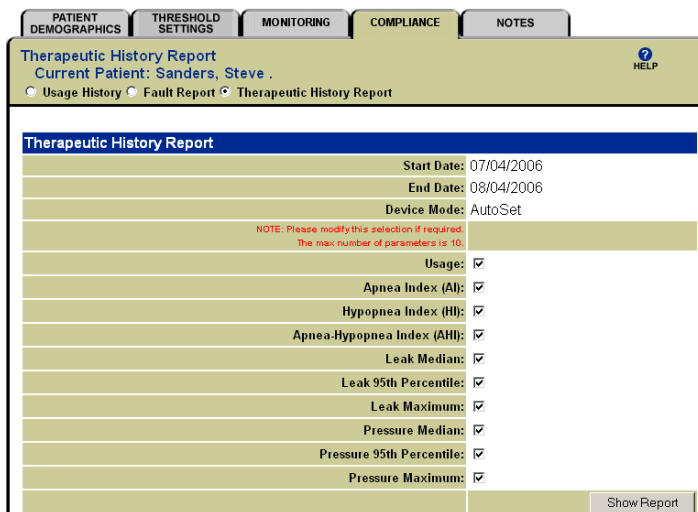 PATIENT DEMOGRAPHICS
THRESHOLD SETTINGS
MONITORING
COMPLIANCE
NOTES
Therapeutic History Report
Current Patient: Sanders, Steve .
HELP
Usage History Fault Report Therapeutic History Report
Therapeutic History Report
Start Date: 07/04/2006
End Date: 08/04/2006
Device Mode: AutoSet
NOTE: Please modify this selection if required.
The max number of parameters is 10.
Usage:
Apnea Index (AI):
Hypopnea Index (HI):
Apnea-Hypopnea Index (AHI):
Leak Median:
Leak 95th Percentile:
Leak Maximum:
Pressure Median:
Pressure 95th Percentile:
Pressure Maximum:
Show Report